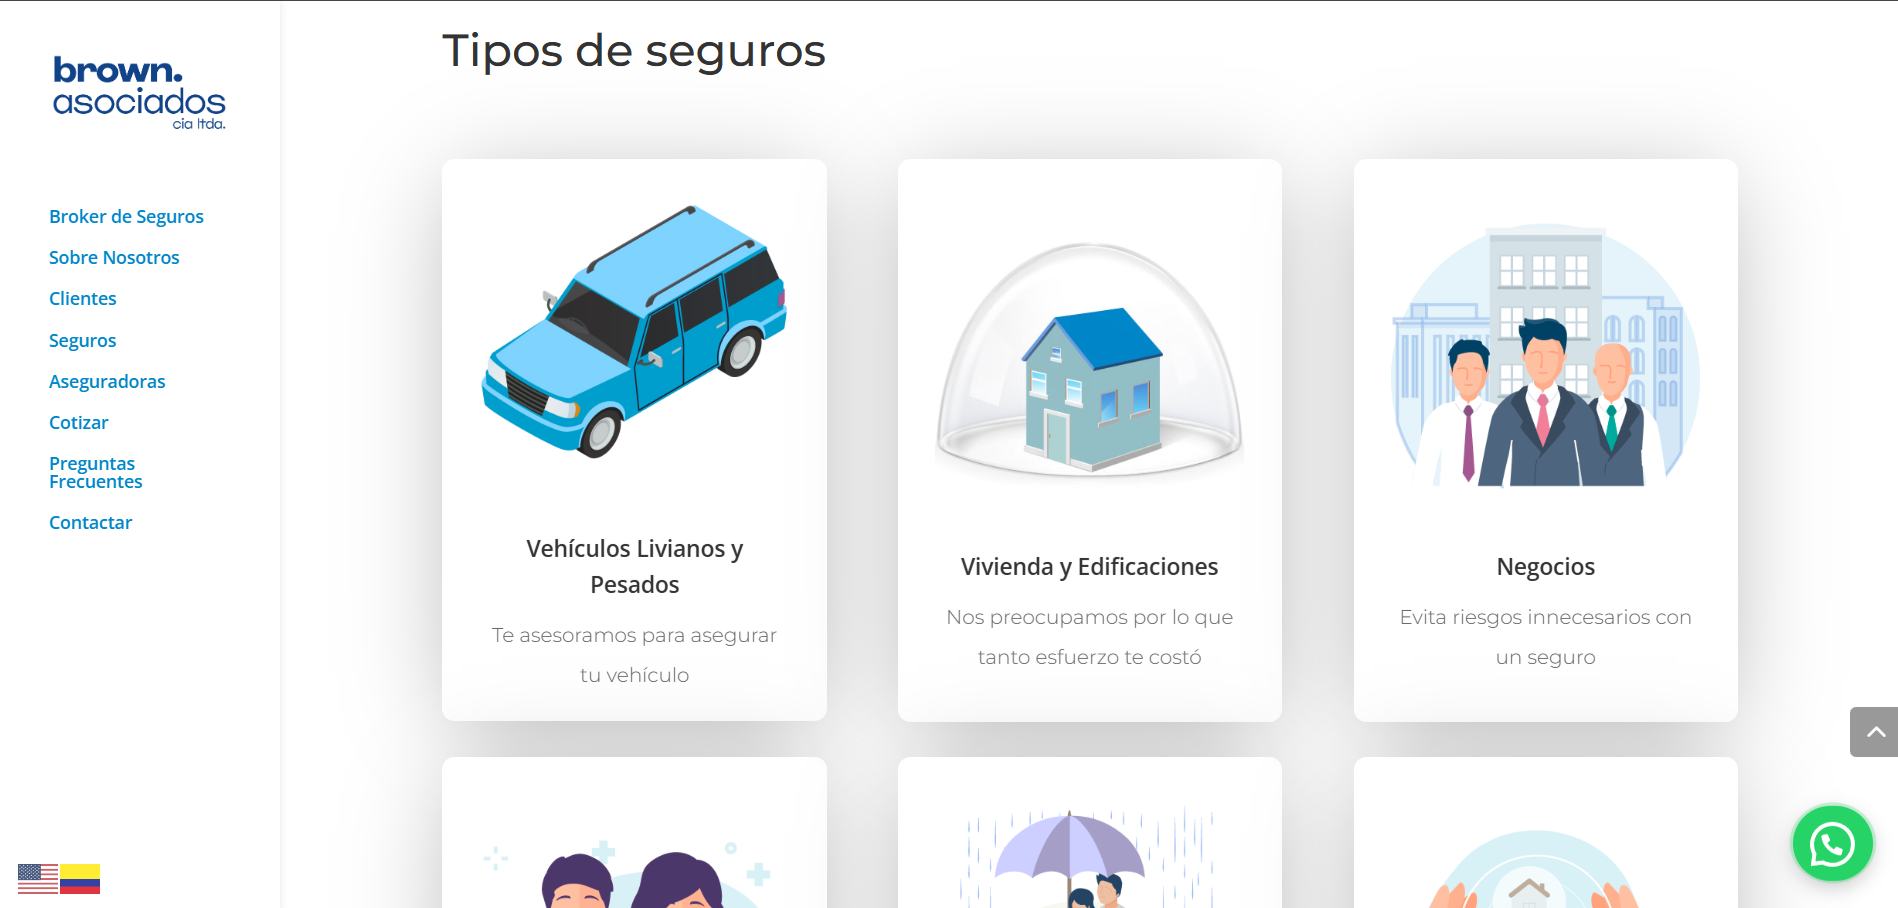 brown.
asociados
cia ltda.
Broker de Seguros
Sobre Nosotros
Clientes
Seguros
Aseguradoras
Cotizar
Preguntas
Frecuentes
Contactar
Tipos de seguros
Vehículos Livianos y
Pesados
Te asesoramos para asegurar
tu vehículo
Vivienda y Edificaciones
Nos preocupamos por lo que
tanto esfuerzo te costó
Negocios
Evita riesgos innecesarios con
un seguro